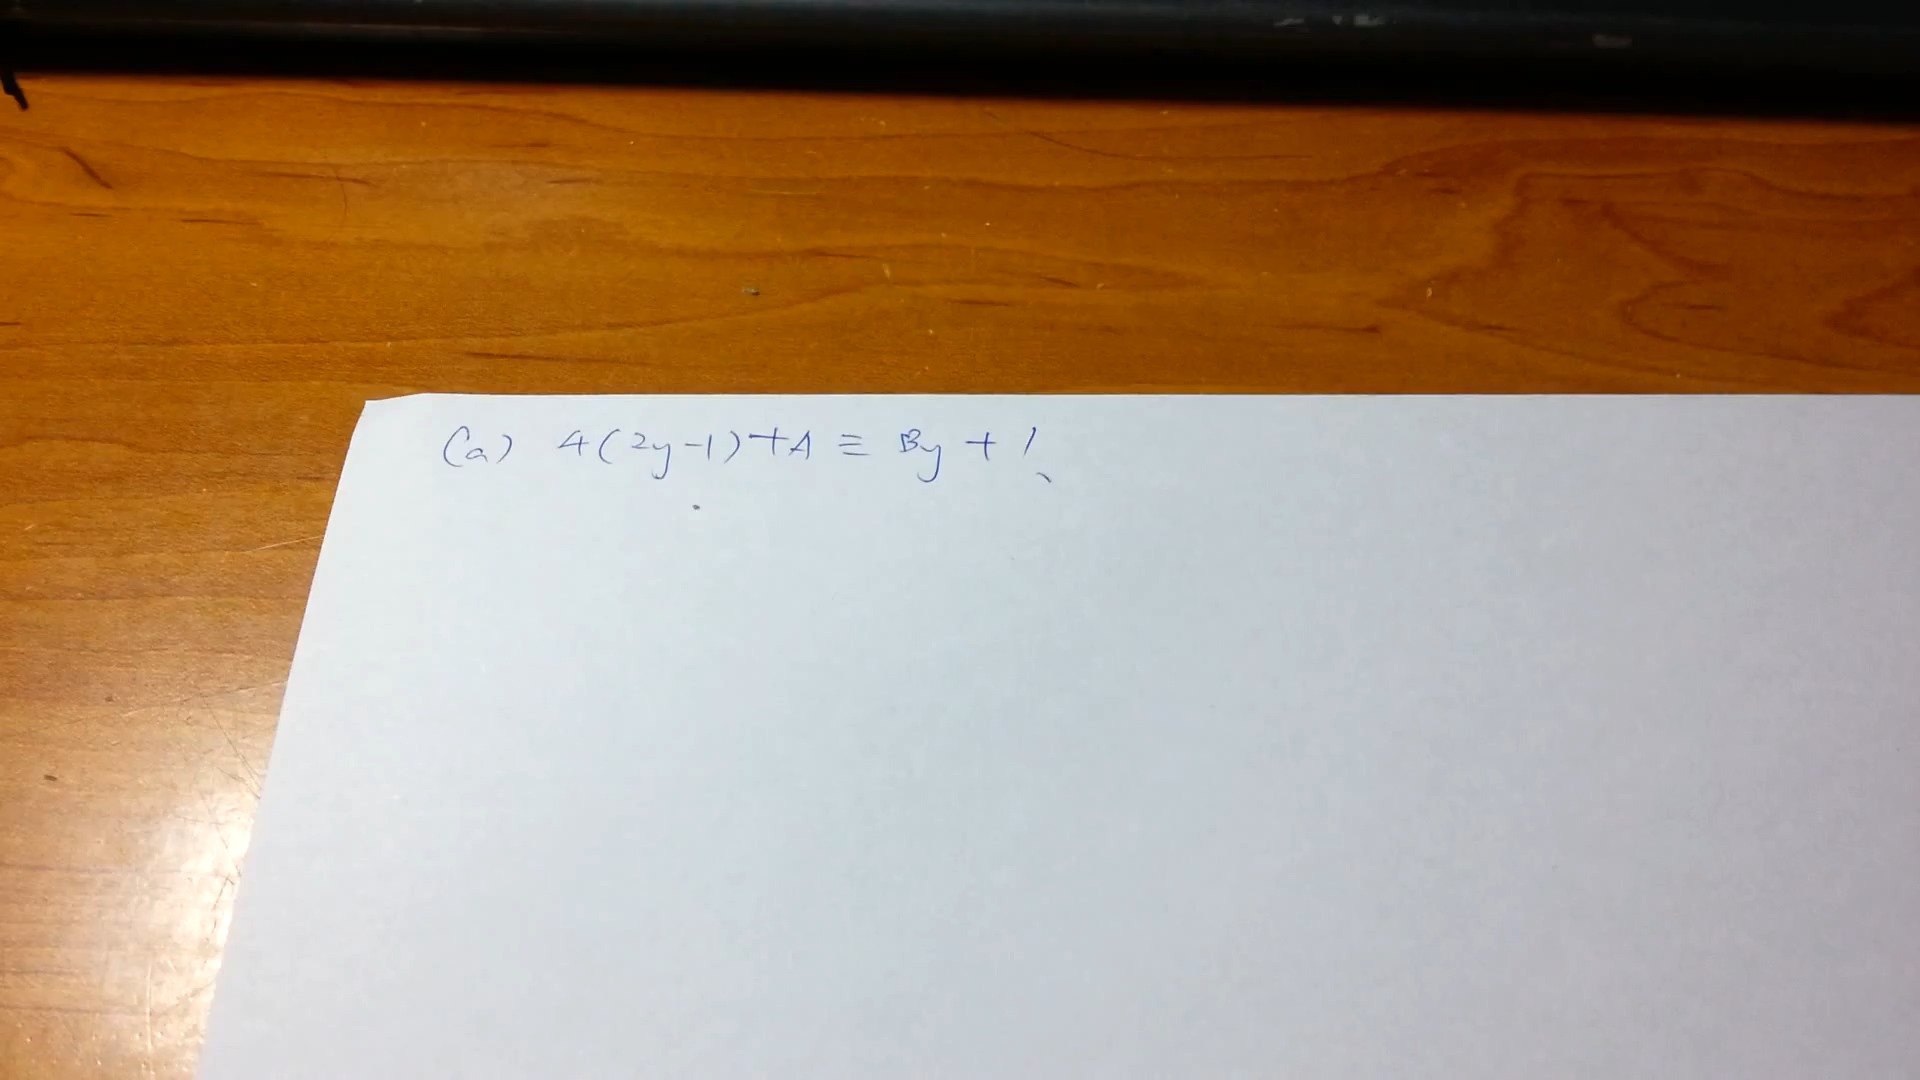 (a) 4(2y-1)+A ≡ By + 1